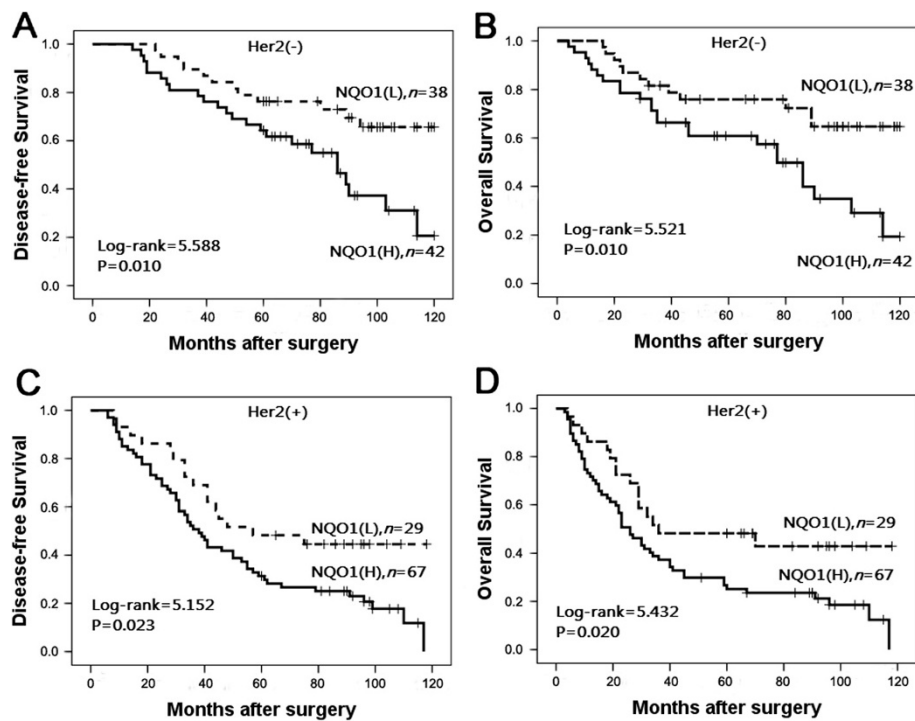 A
Her2(-)
1.0
0.8
0.6
0.4
0.2
0.0
Disease-free Survival
NQO1(L),n=38
Log-rank=5.588
P=0.010
NQO1(H),n=42
0 20 40 60 80 100 120
Months after surgery
B
Her2(-)
1.0
0.8
0.6
0.4
0.2
0.0
Overall Survival
NQO1(L),n=38
Log-rank=5.521
P=0.010
NQO1(H),n=42
0 20 40 60 80 100 120
Months after surgery
C
Her2(+)
1.0
0.8
0.6
0.4
0.2
0.0
Disease-free Survival
NQO1(L),n=29
NQO1(H),n=67
Log-rank=5.152
P=0.023
0 20 40 60 80 100 120
Months after surgery
D
Her2(+)
1.0
0.8
0.6
0.4
0.2
0.0
Overall Survival
NQO1(L),n=29
NQO1(H),n=67
Log-rank=5.432
P=0.020
0 20 40 60 80 100 120
Months after surgery